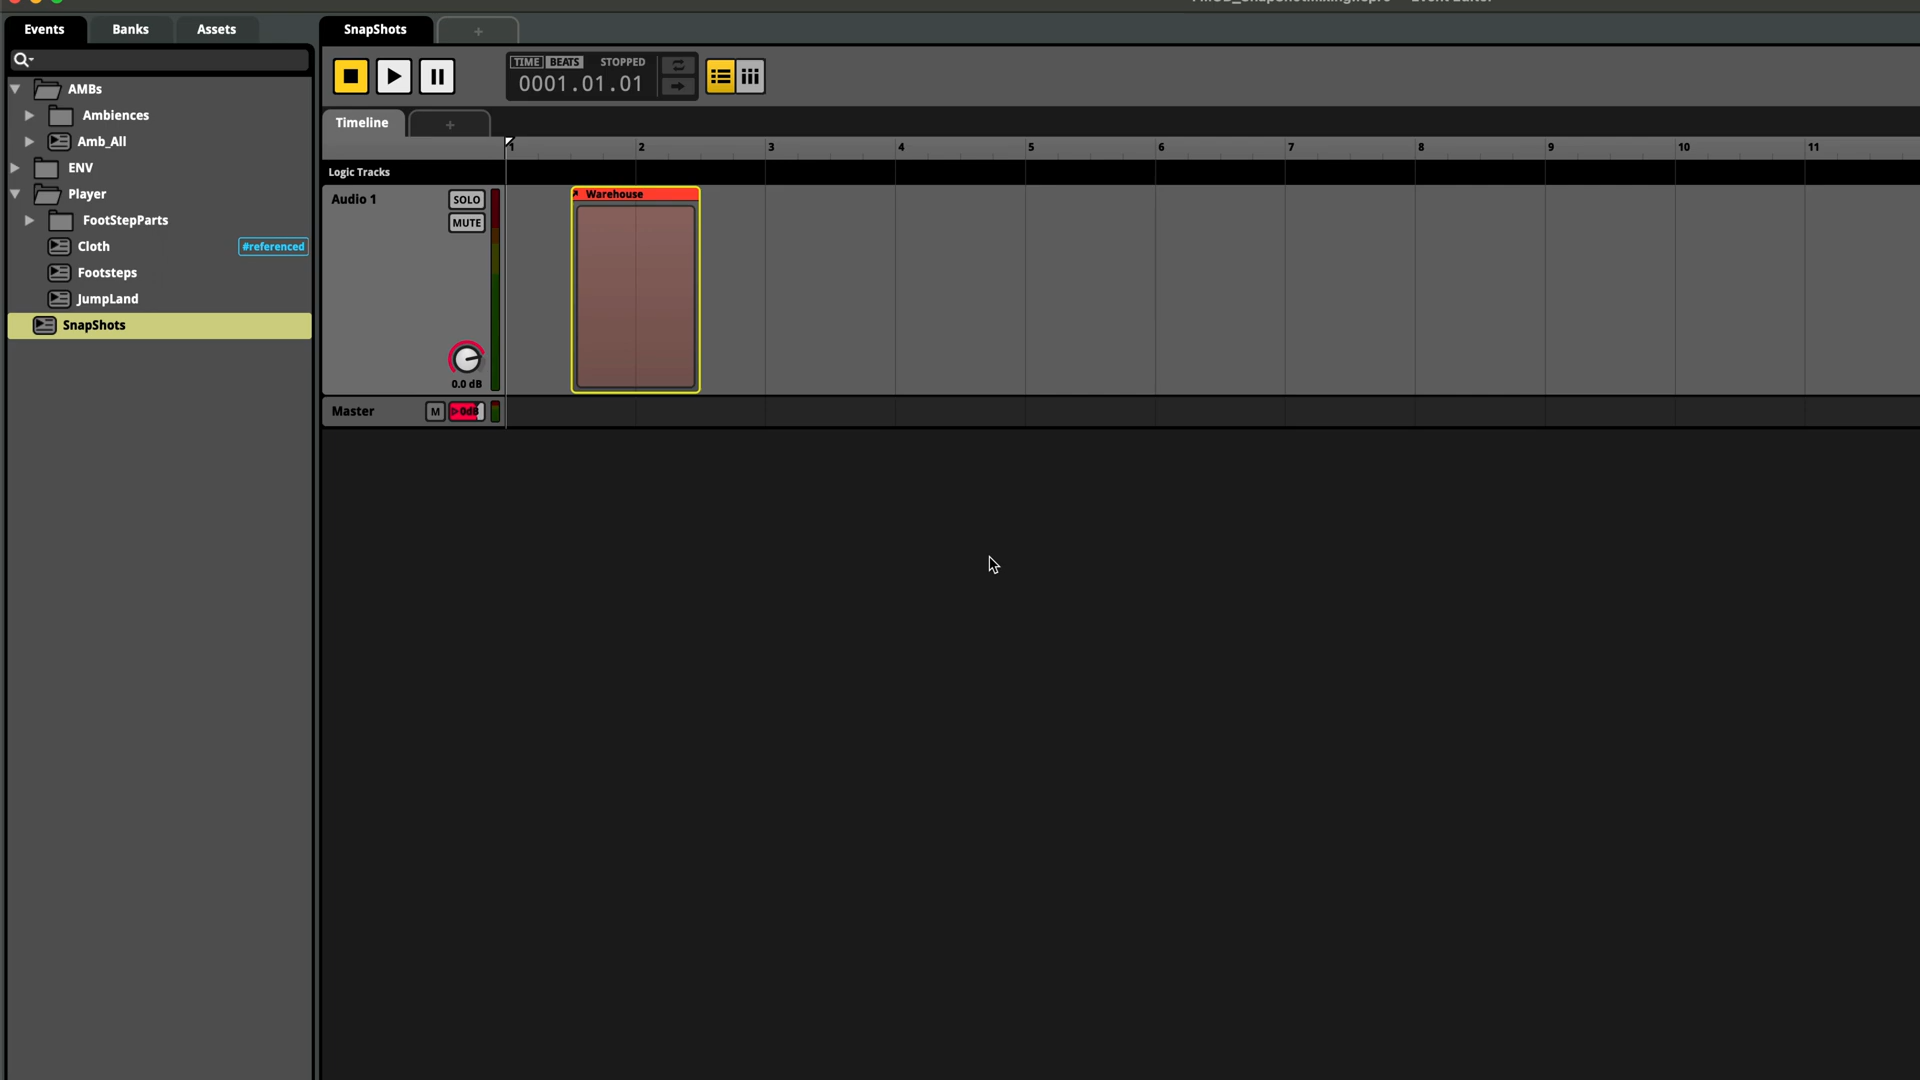 Events
Banks
Assets
SnapShots
+
TIME BEATS STOPPED
0001.01.01
AMBs
Ambiences
Amb_All
ENV
Player
FootStepParts
Cloth
#referenced
Footsteps
JumpLand
SnapShots
Timeline
+
1 2 3 4 5 6 7 8 9 10 11
Logic Tracks
Audio 1
SOLO
MUTE
0.0 dB
Warehouse
Master
M
0dB